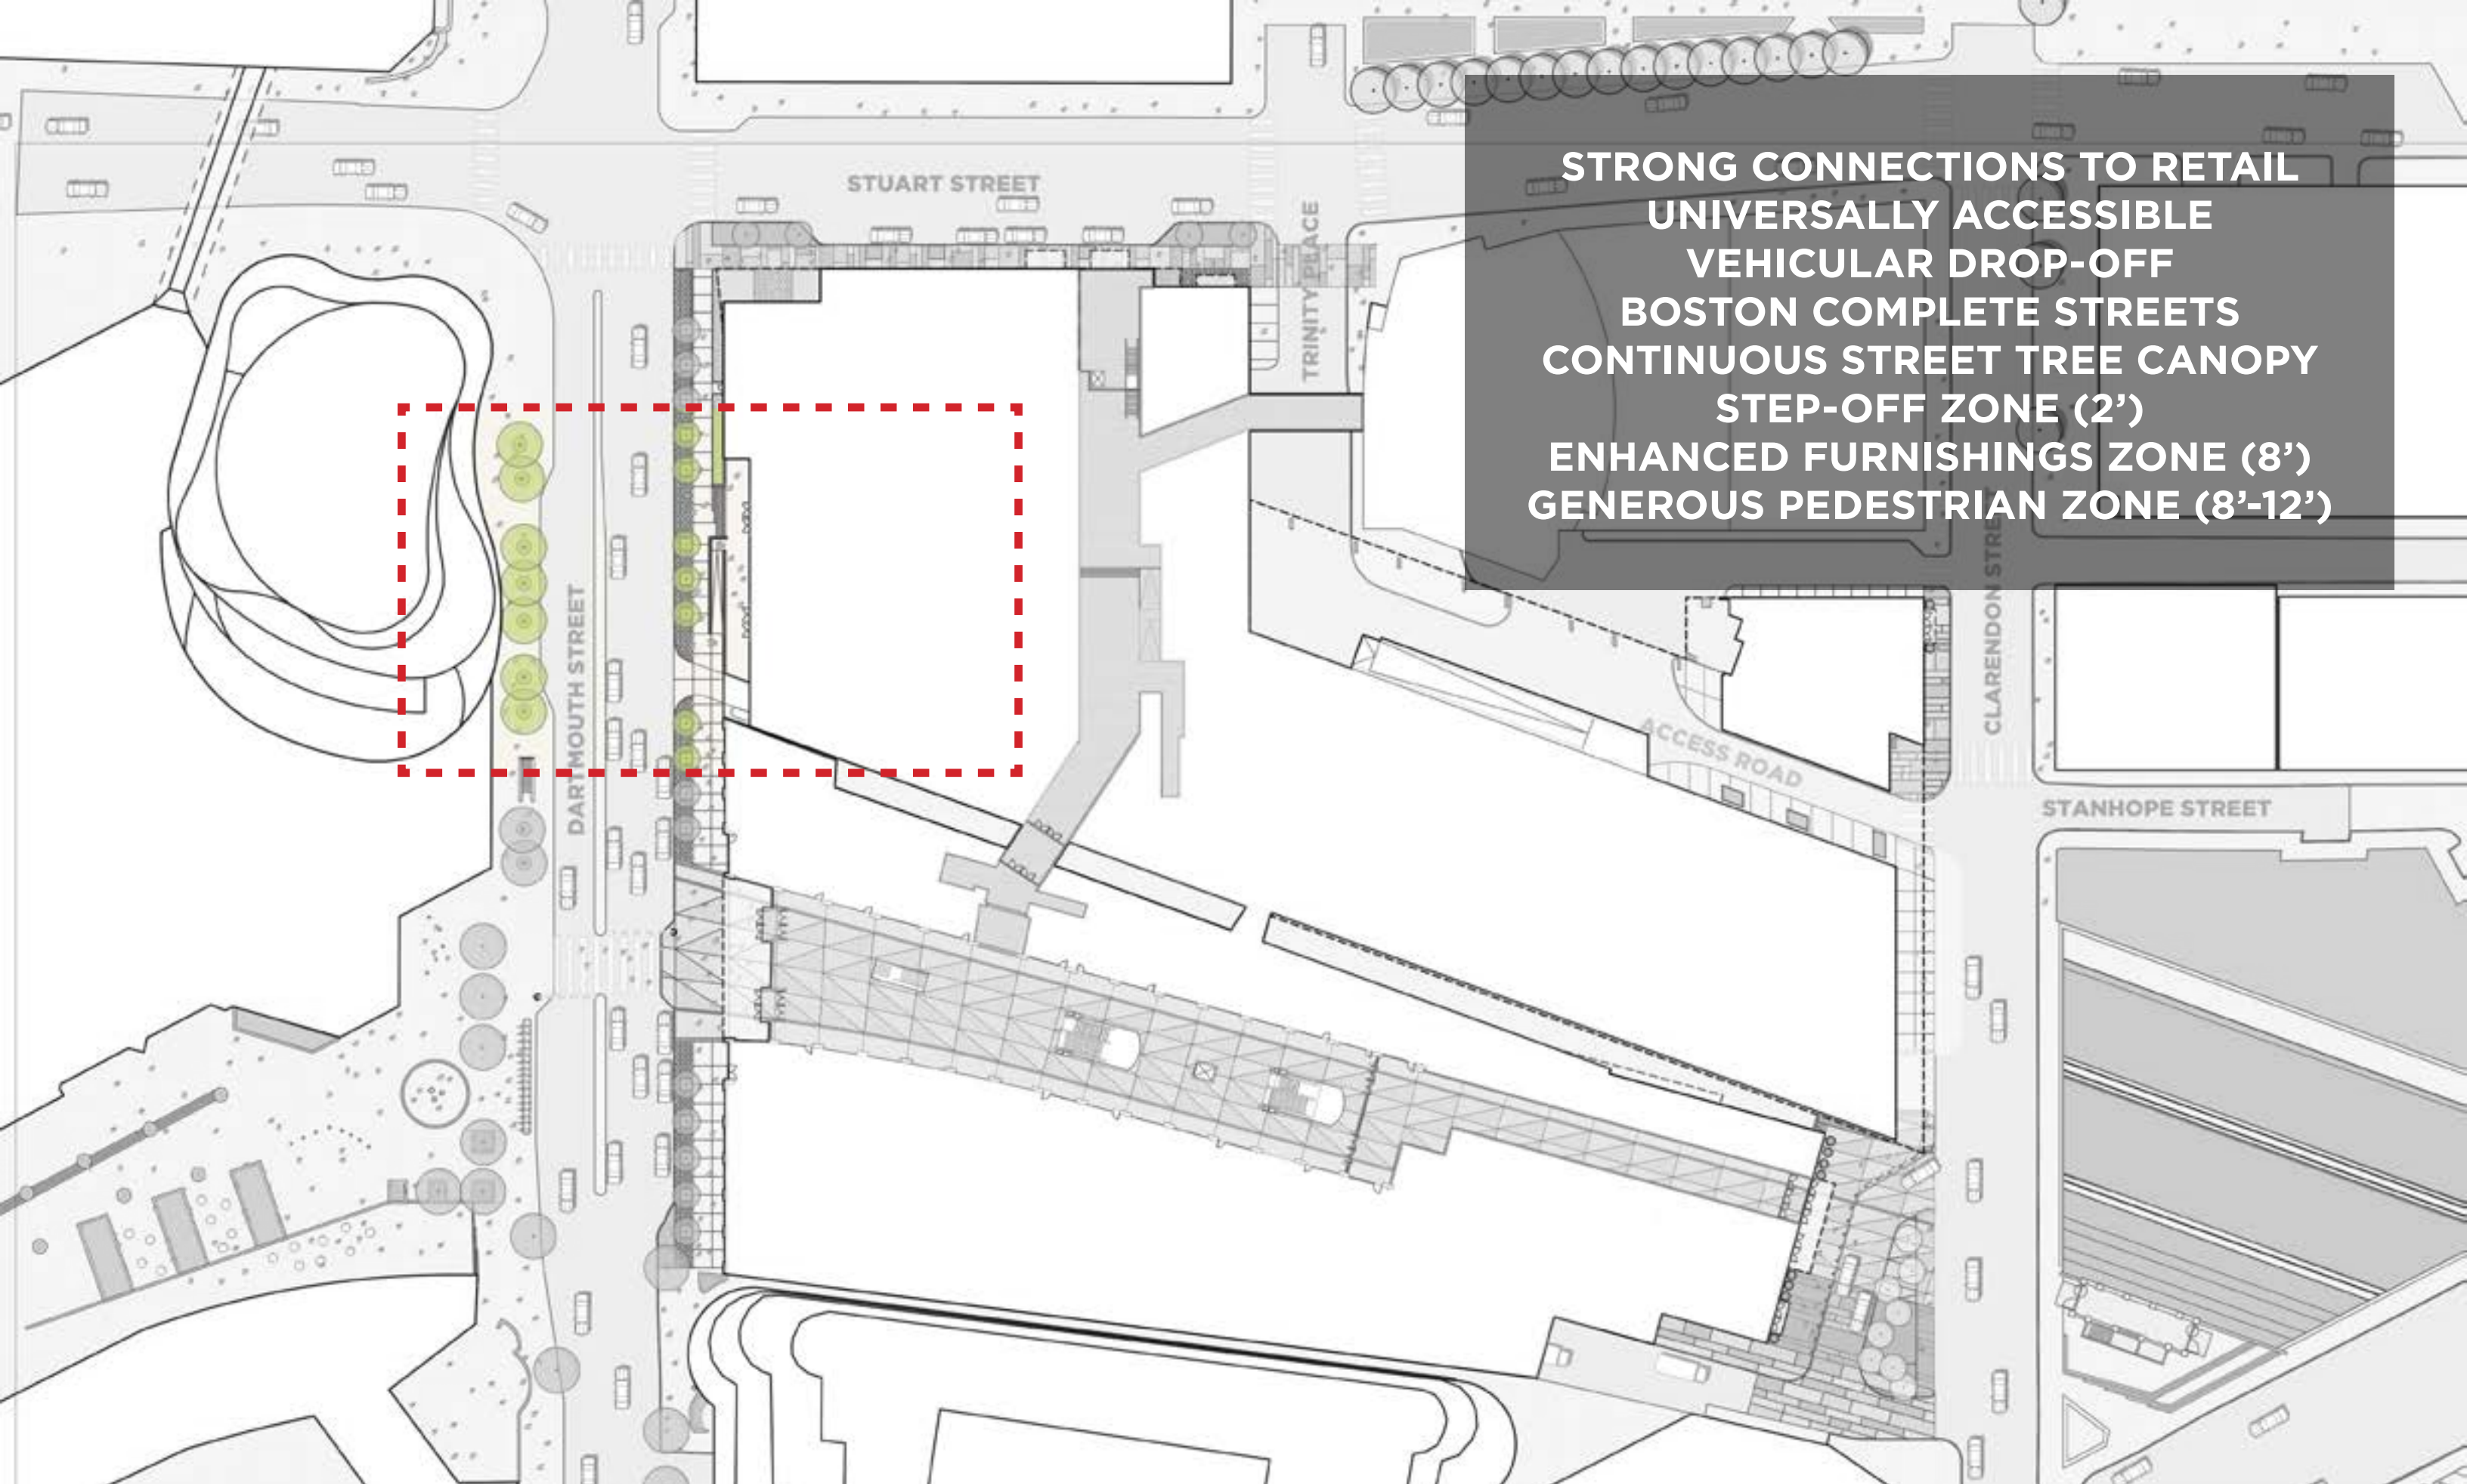 STUART STREET
TRINITY PLACE
STRONG CONNECTIONS TO RETAIL
UNIVERSALLY ACCESSIBLE
VEHICULAR DROP-OFF
BOSTON COMPLETE STREETS
CONTINUOUS STREET TREE CANOPY
STEP-OFF ZONE (2’)
ENHANCED FURNISHINGS ZONE (8’)
GENEROUS PEDESTRIAN ZONE (8’-12’)
DARTMOUTH STREET
CLARENDON STREET
ACCESS ROAD
STANHOPE STREET